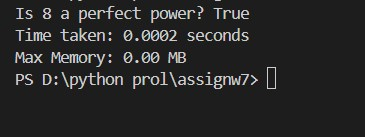 Is 8 a perfect power? True
Time taken: 0.0002 seconds
Max Memory: 0.00 MB
PS D:\python prol\assignw7>